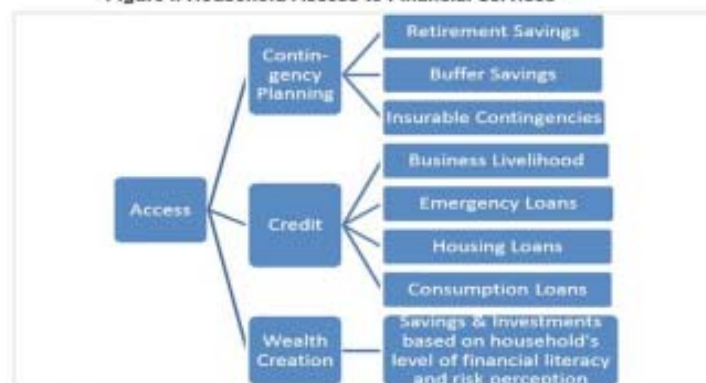 Figure I: Household Access to Financial Services
Retirement Savings
Contin-
gency
Planning
Buffer Savings
Insurable Contingencies
Business Livelihood
Access
Credit
Emergency Loans
Housing Loans
Consumption Loans
Wealth
Creation
Savings & Investments
based on household's
level of financial literacy
and risk perception